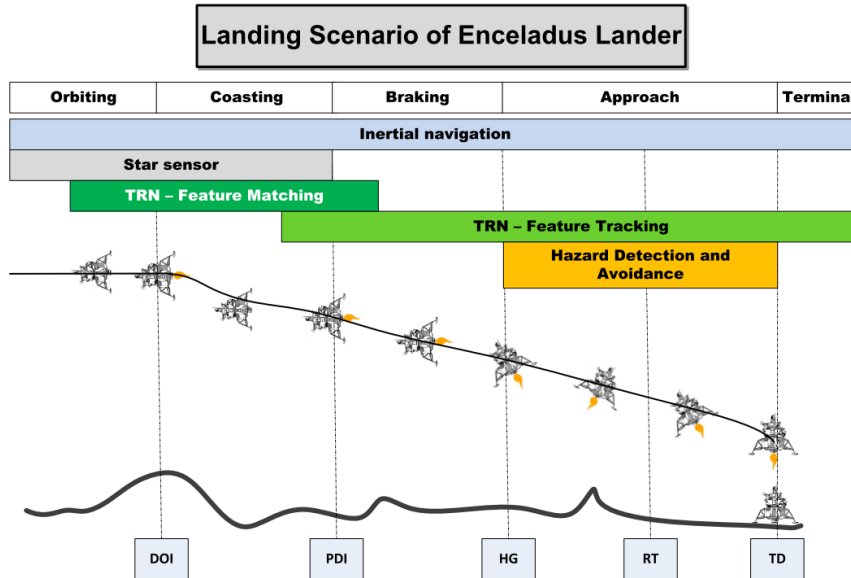 Landing Scenario of Enceladus Lander
Orbiting Coasting Braking Approach Termina
Inertial navigation
Star sensor
TRN – Feature Matching
TRN – Feature Tracking
Hazard Detection and
Avoidance
DOI PDI HG RT TD